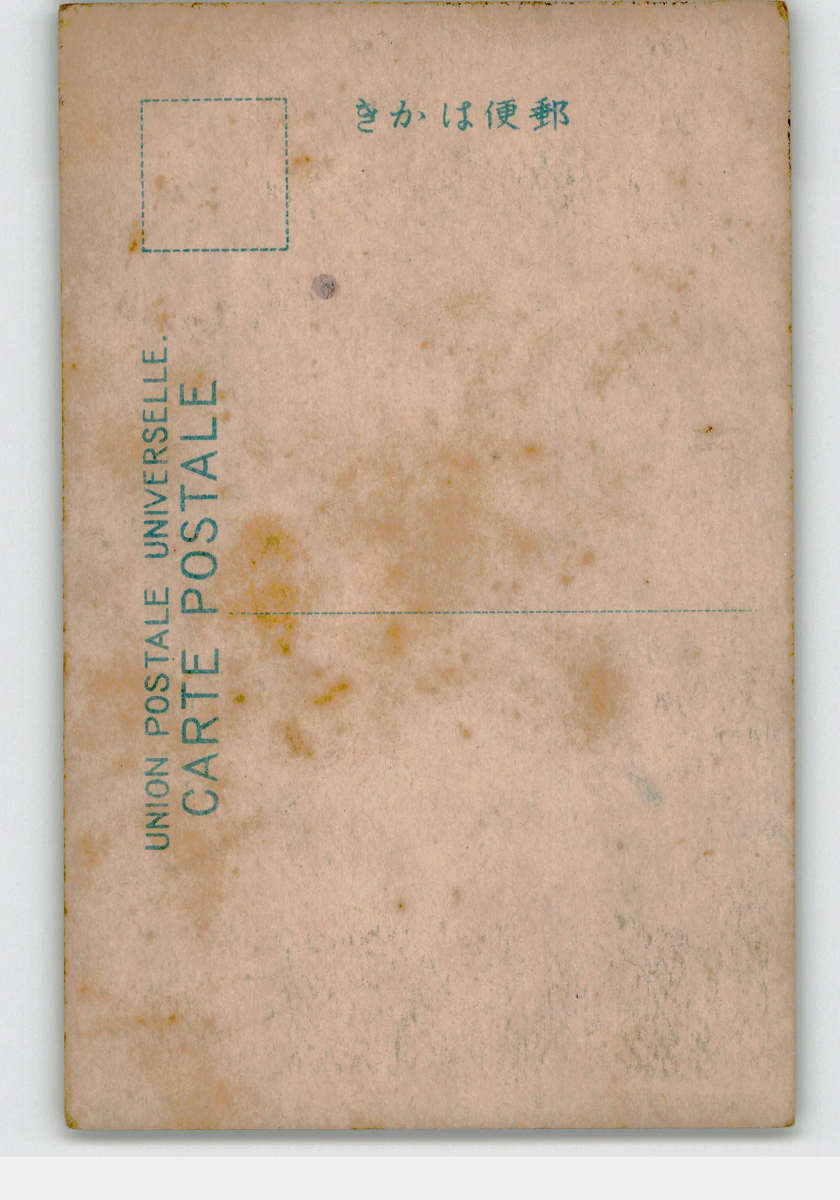 郵便はかき
UNION POSTALE UNIVERSELLE.
CARTE POSTALE